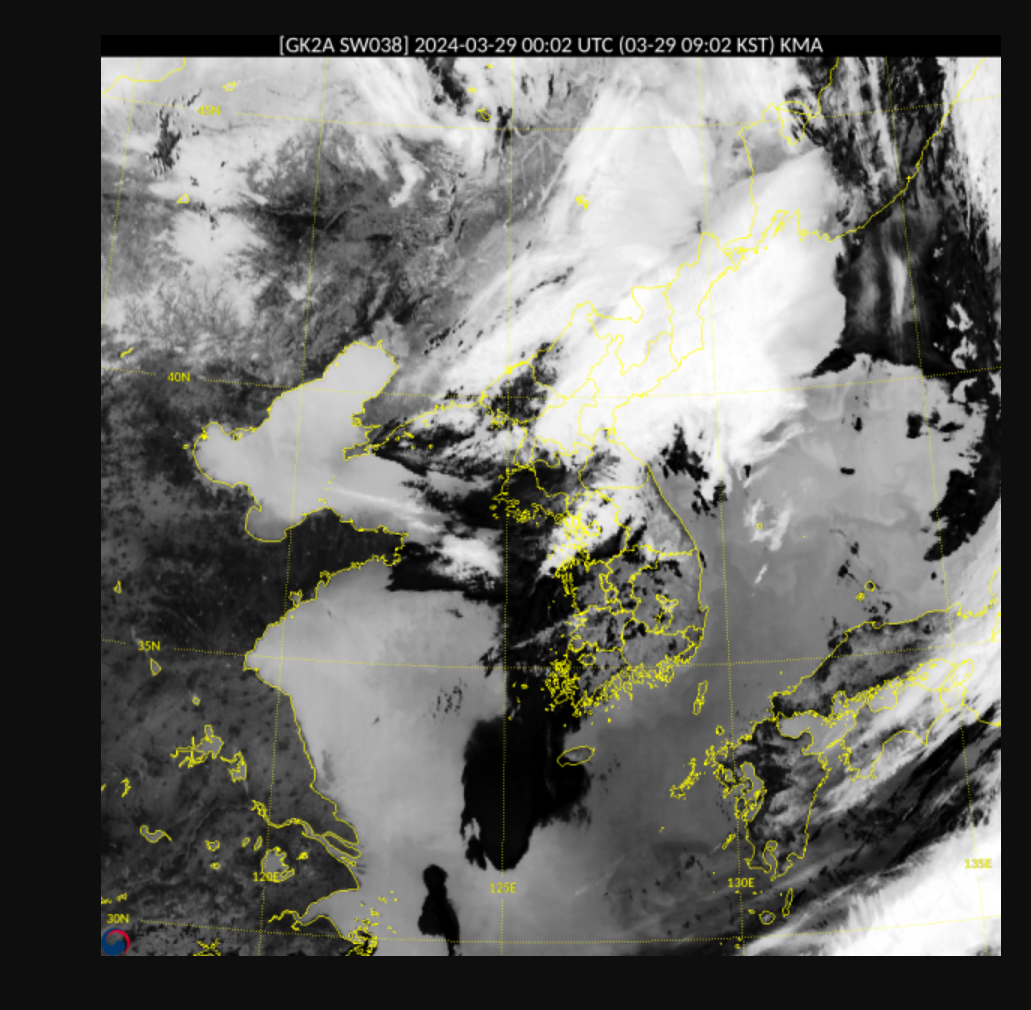 [GK2A SW038] 2024-03-29 00:02 UTC (03-29 09:02 KST) KMA
45N
40N
35N
135E
120E
125E
130E
30N